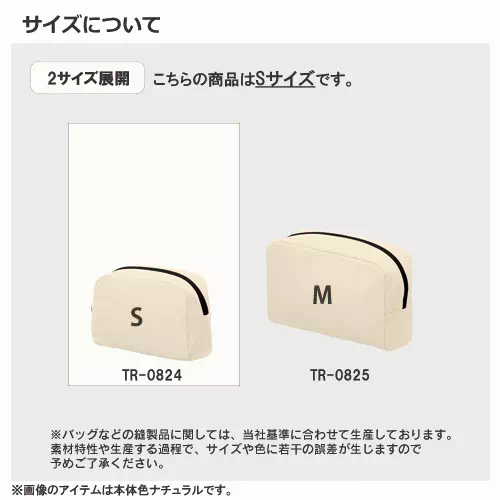 サイズについて
2サイズ展開
こちらの商品はSサイズです。
S
M
TR-0824
TR-0825
※バッグなどの縫製品に関しては、当社基準に合わせて生産しております。
素材特性や生産する過程で、サイズや色に若干の誤差が生じますので
予めご了承ください。
※画像のアイテムは本体色ナチュラルです。